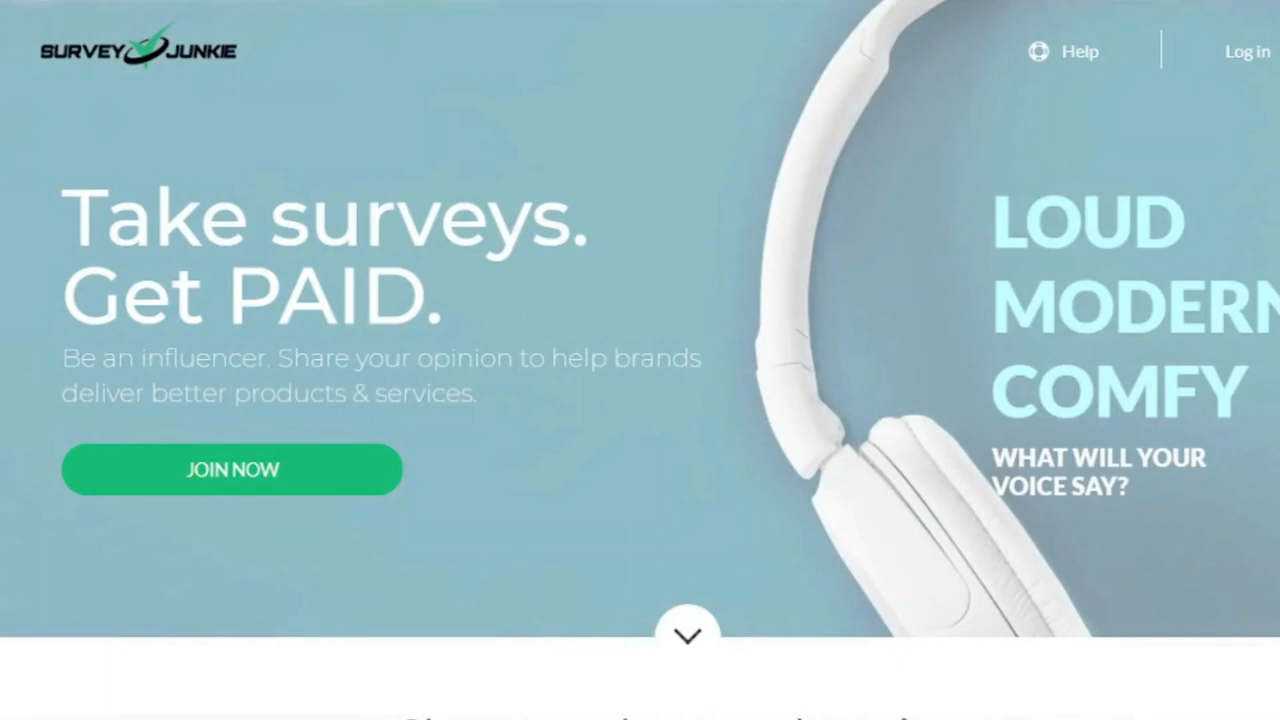 SURVEY JUNKIE
Help
Log in
Take surveys.
Get PAID.
Be an influencer. Share your opinion to help brands
deliver better products & services.
JOIN NOW
LOUD
MODERN
COMFY
WHAT WILL YOUR
VOICE SAY?